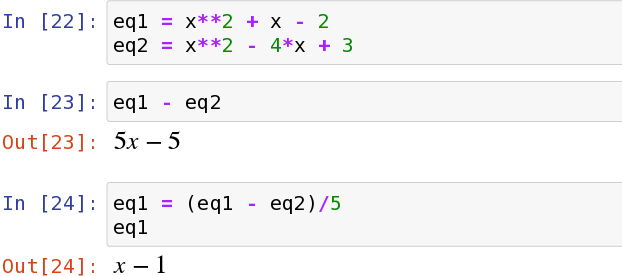 In [22]: eq1 = x**2 + x - 2
eq2 = x**2 - 4*x + 3
In [23]: eq1 - eq2
Out[23]: 5x − 5
In [24]: eq1 = (eq1 - eq2)/5
eq1
Out[24]: x − 1